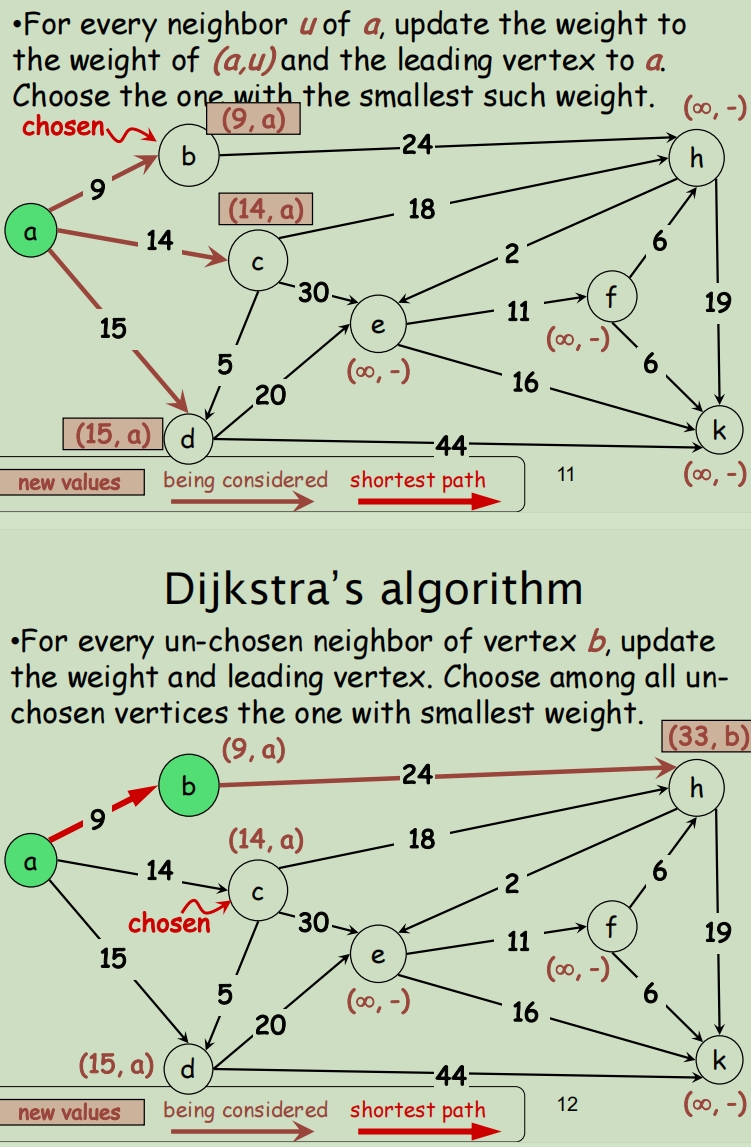 •For every neighbor u of a, update the weight to
the weight of (a,u) and the leading vertex to a.
Choose the one with the smallest such weight.
(∞, -)
chosen
(9, a)
b
24
h
9
(14, a)
18
a
14
c
2
6
30
f
19
15
e
11
(∞, -)
(∞, -)
5
20
16
6
(15, a)
d
44
k
new values
being considered
shortest path
11
(∞, -)
Dijkstra's algorithm
•For every un-chosen neighbor of vertex b, update
the weight and leading vertex. Choose among all un-
chosen vertices the one with smallest weight.
(33, b)
(9, a)
b
24
h
9
(14, a)
18
a
14
c
2
6
chosen
30
f
19
15
e
11
(∞, -)
(∞, -)
5
20
16
6
(15, a)
d
44
k
new values
being considered
shortest path
12
(∞, -)